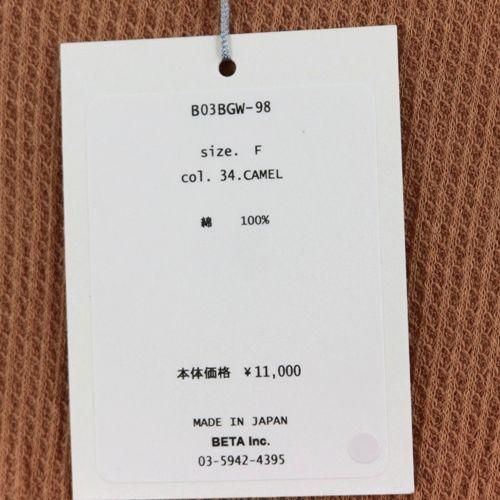 B03BGW-98
size. F
col. 34.CAMEL
綿 100%
本体価格 ¥11,000
MADE IN JAPAN
BETA Inc.
03-5942-4395